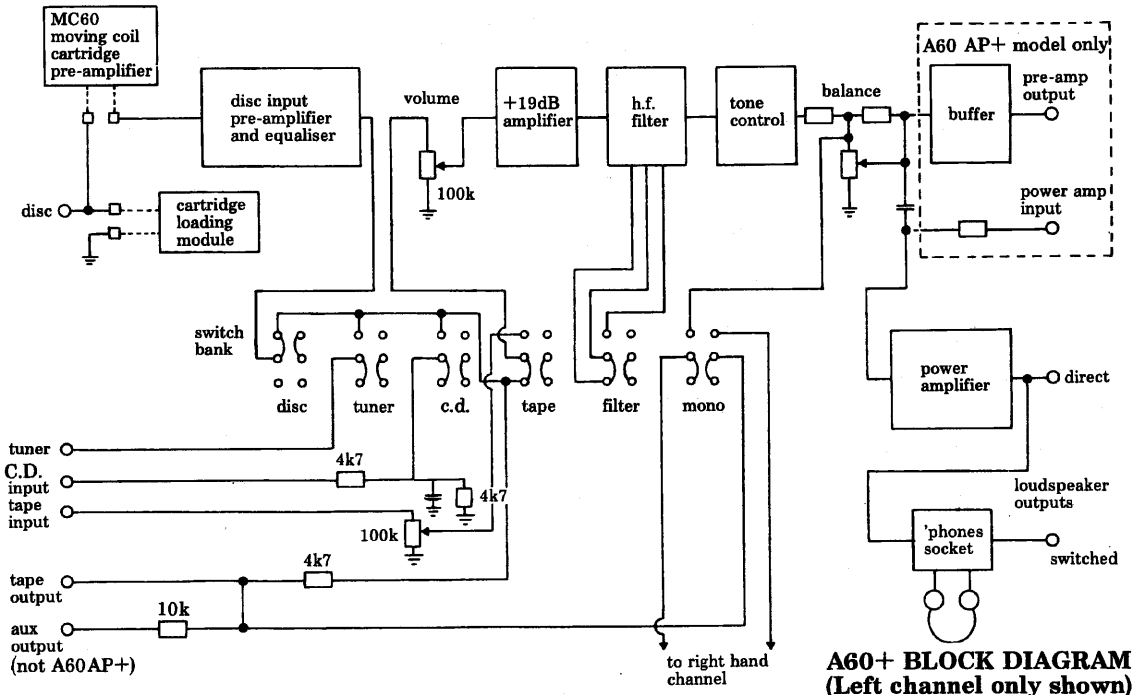 MC60
moving coil
cartridge
pre-amplifier
disc input
pre-amplifier
and equaliser
volume
100k
+19dB
amplifier
h.f.
filter
tone
control
balance
A60 AP+ model only
buffer
pre-amp
output
power amp
input
disc
cartridge
loading
module
switch
bank
disc
tuner
c.d.
tape
filter
mono
power
amplifier
direct
tuner
C.D.
input
4k7
4k7
tape
input
100k
tape
output
4k7
aux
output
(not A60AP+)
10k
loudspeaker
outputs
'phones
socket
switched
to right hand
channel
A60+ BLOCK DIAGRAM
(Left channel only shown)